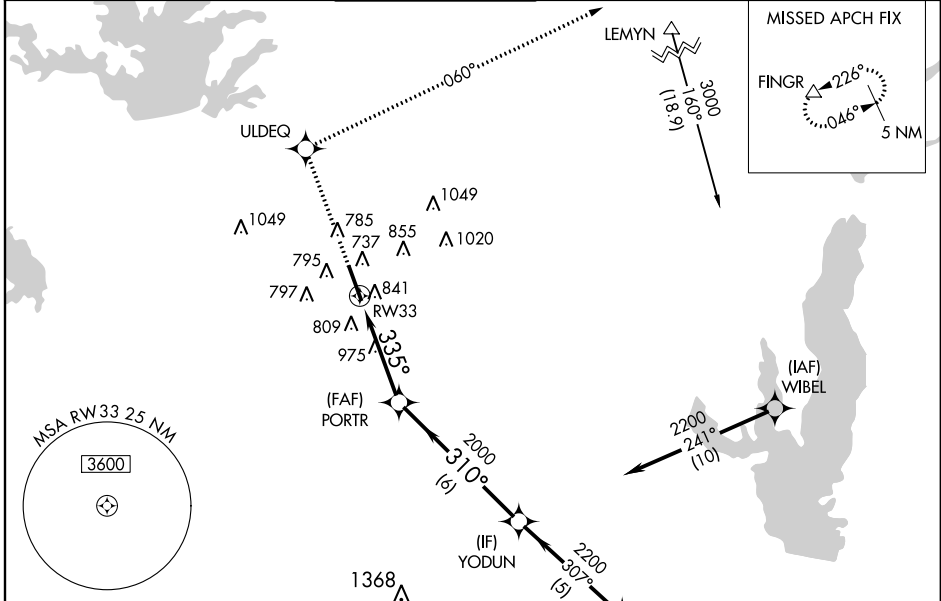 MISSED APCH FIX
FINGR
226°
046°
5 NM
LEMYN
3000
160°
(18.9)
060°
ULDEQ
1049
785
1049
737
855
1020
795
797
841
RW33
809
975
335°
(FAF)
PORTR
(IAF)
WIBEL
2200
241°
(10)
2000
310°
(6)
(IF)
YODUN
2200
307°
(5)
MSA RW33 25 NM
3600
1368